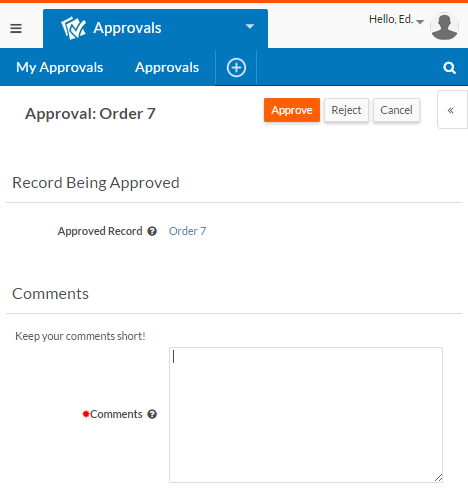 Approvals
Hello, Ed.
My Approvals Approvals
Approval: Order 7
Approve Reject Cancel
«
Record Being Approved
Approved Record Order 7
Comments
Keep your comments short!
Comments